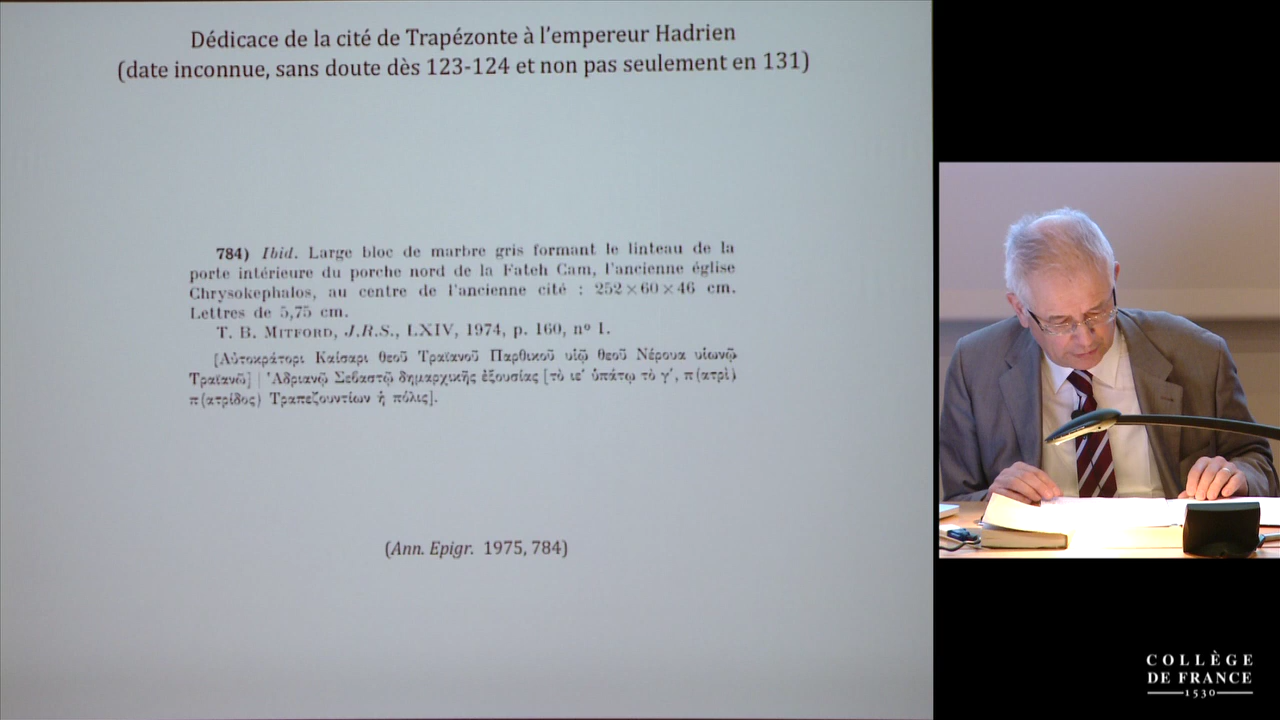 Dédicace de la cité de Trapézonte à l'empereur Hadrien
(date inconnue, sans doute dès 123-124 et non pas seulement en 131)
784) Ibid. Large bloc de marbre gris formant le linteau de la
porte intérieure du porche nord de la Fateh Cam, l'ancienne église
Chrysokephalos, au centre de l'ancienne cité : 252×60×46 cm.
Lettres de 5,75 cm.
T. B. MITFORD, J.R.S., LXIV, 1974, p. 160, nº 1.
[Αὐτοκράτορι Καίσαρι θεοῦ Τραϊανοῦ Παρθικοῦ υἱῷ θεοῦ Νέρουα υἱωνῷ
Τραϊανῷ] | Ἁδριανῷ Σεβαστῷ δημαρχικῆς ἐξουσίας [τὸ ιε′ ὑπάτῳ τὸ γ′, π(ατρὶ)
π(ατρίδος) Τραπεζουντίων ἡ πόλις].
(Ann. Epigr. 1975, 784)
COLLÈGE
DE FRANCE
1530